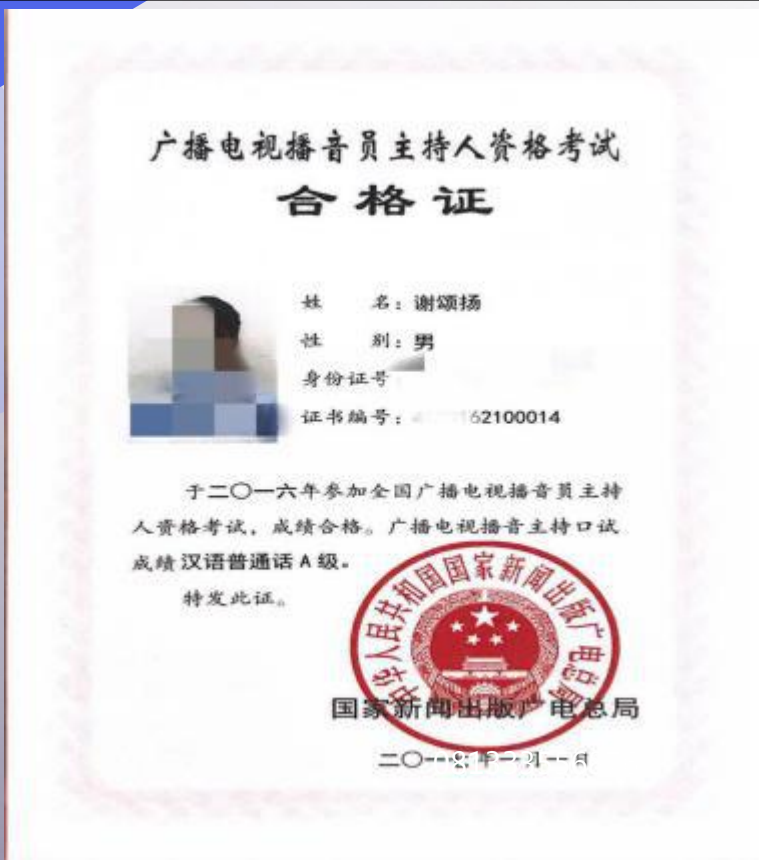 广播电视播音员主持人资格考试
合格证
姓 名：谢颂扬
性 别：男
身份证号
证书编号： 162100014
于二〇一六年参加全国广播电视播音员主持
人资格考试，成绩合格。广播电视播音主持口试
成绩汉语普通话 A 级。
特发此证。
中华人民共和国国家新闻出版广电总局
国家新闻出版广电总局
二〇